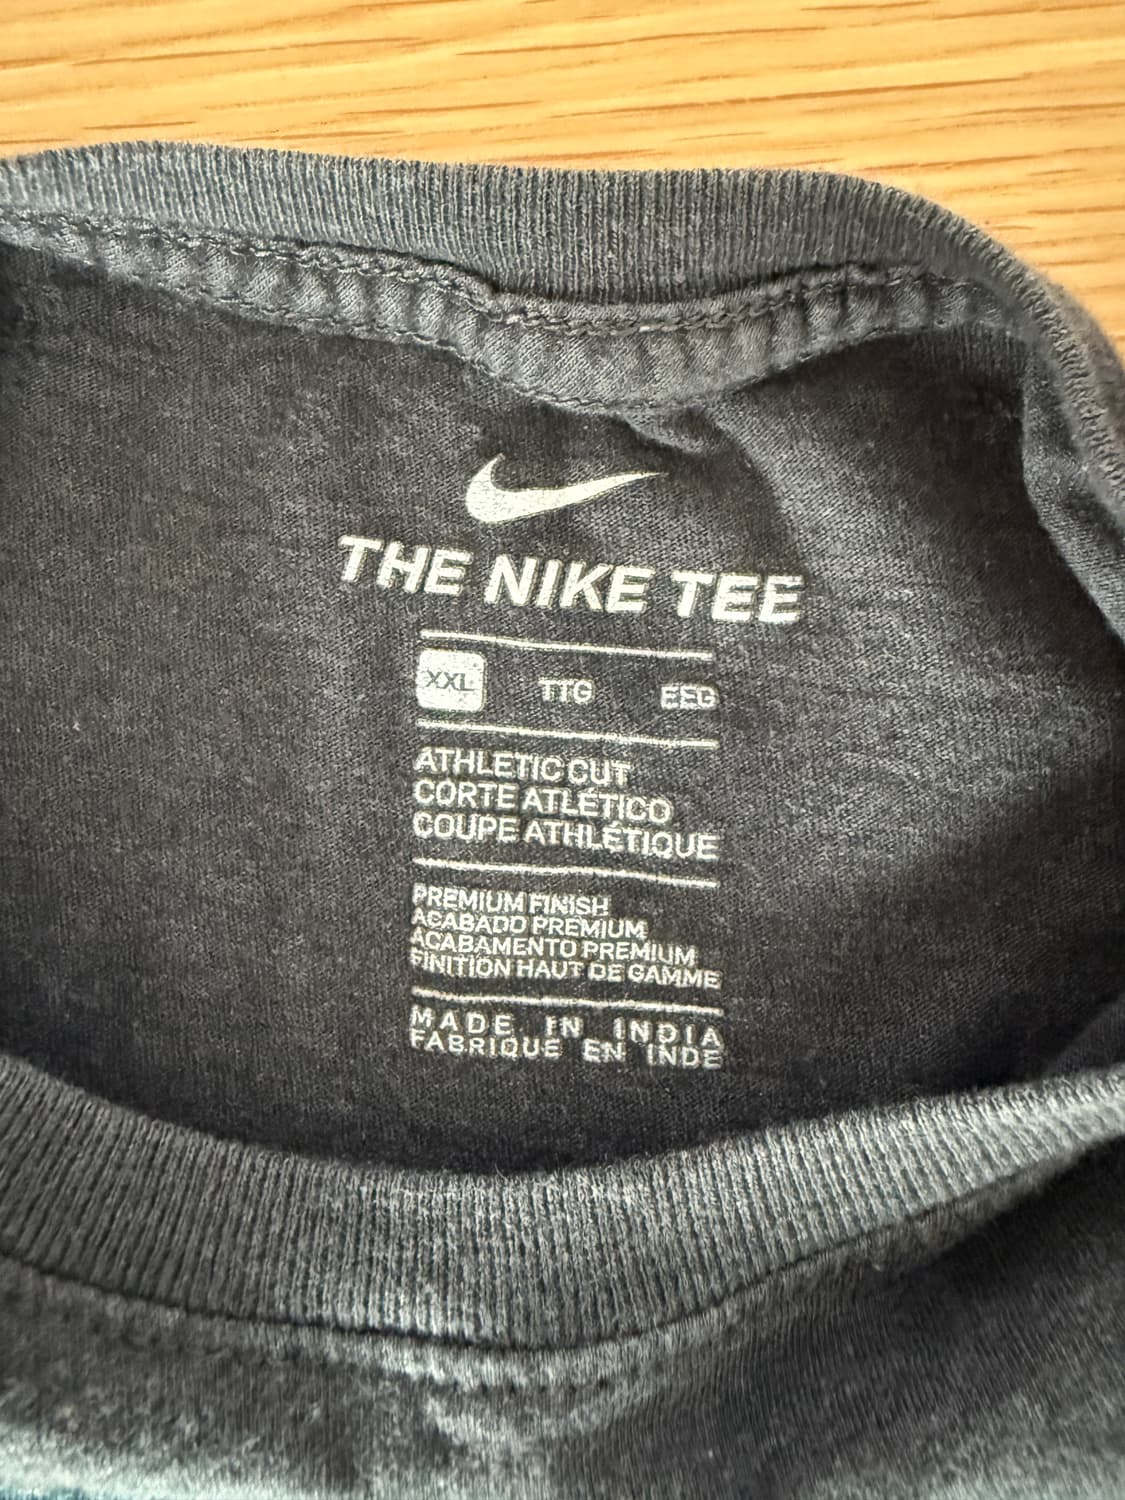 THE NIKE TEE
XXL TTG EEG
ATHLETIC CUT
CORTE ATLÉTICO
COUPE ATHLÉTIQUE
PREMIUM FINISH
ACABADO PREMIUM
ACABAMENTO PREMIUM
FINITION HAUT DE GAMME
MADE IN INDIA
FABRIQUE EN INDE